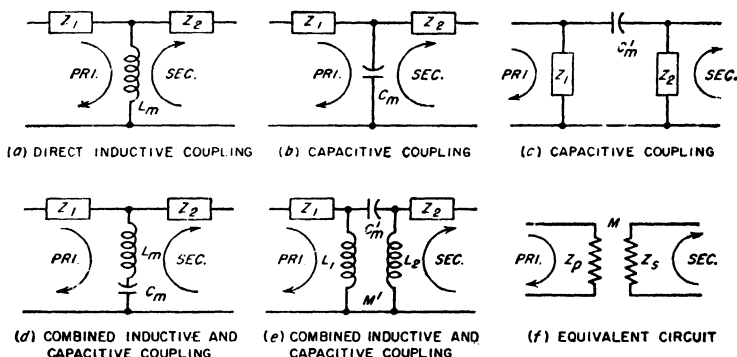 Z1 Z2
PRI. SEC.
Lm
(a) DIRECT INDUCTIVE COUPLING
Z1 Z2
PRI. SEC.
Cm
(b) CAPACITIVE COUPLING
C'm
PRI. Z1 Z2 SEC.
(c) CAPACITIVE COUPLING
Z1 Z2
PRI. Lm SEC.
Cm
(d) COMBINED INDUCTIVE AND
CAPACITIVE COUPLING
Z1 C'm Z2
PRI. L1 L2 SEC.
M'
(e) COMBINED INDUCTIVE AND
CAPACITIVE COUPLING
M
PRI. Zp Zs SEC.
(f) EQUIVALENT CIRCUIT